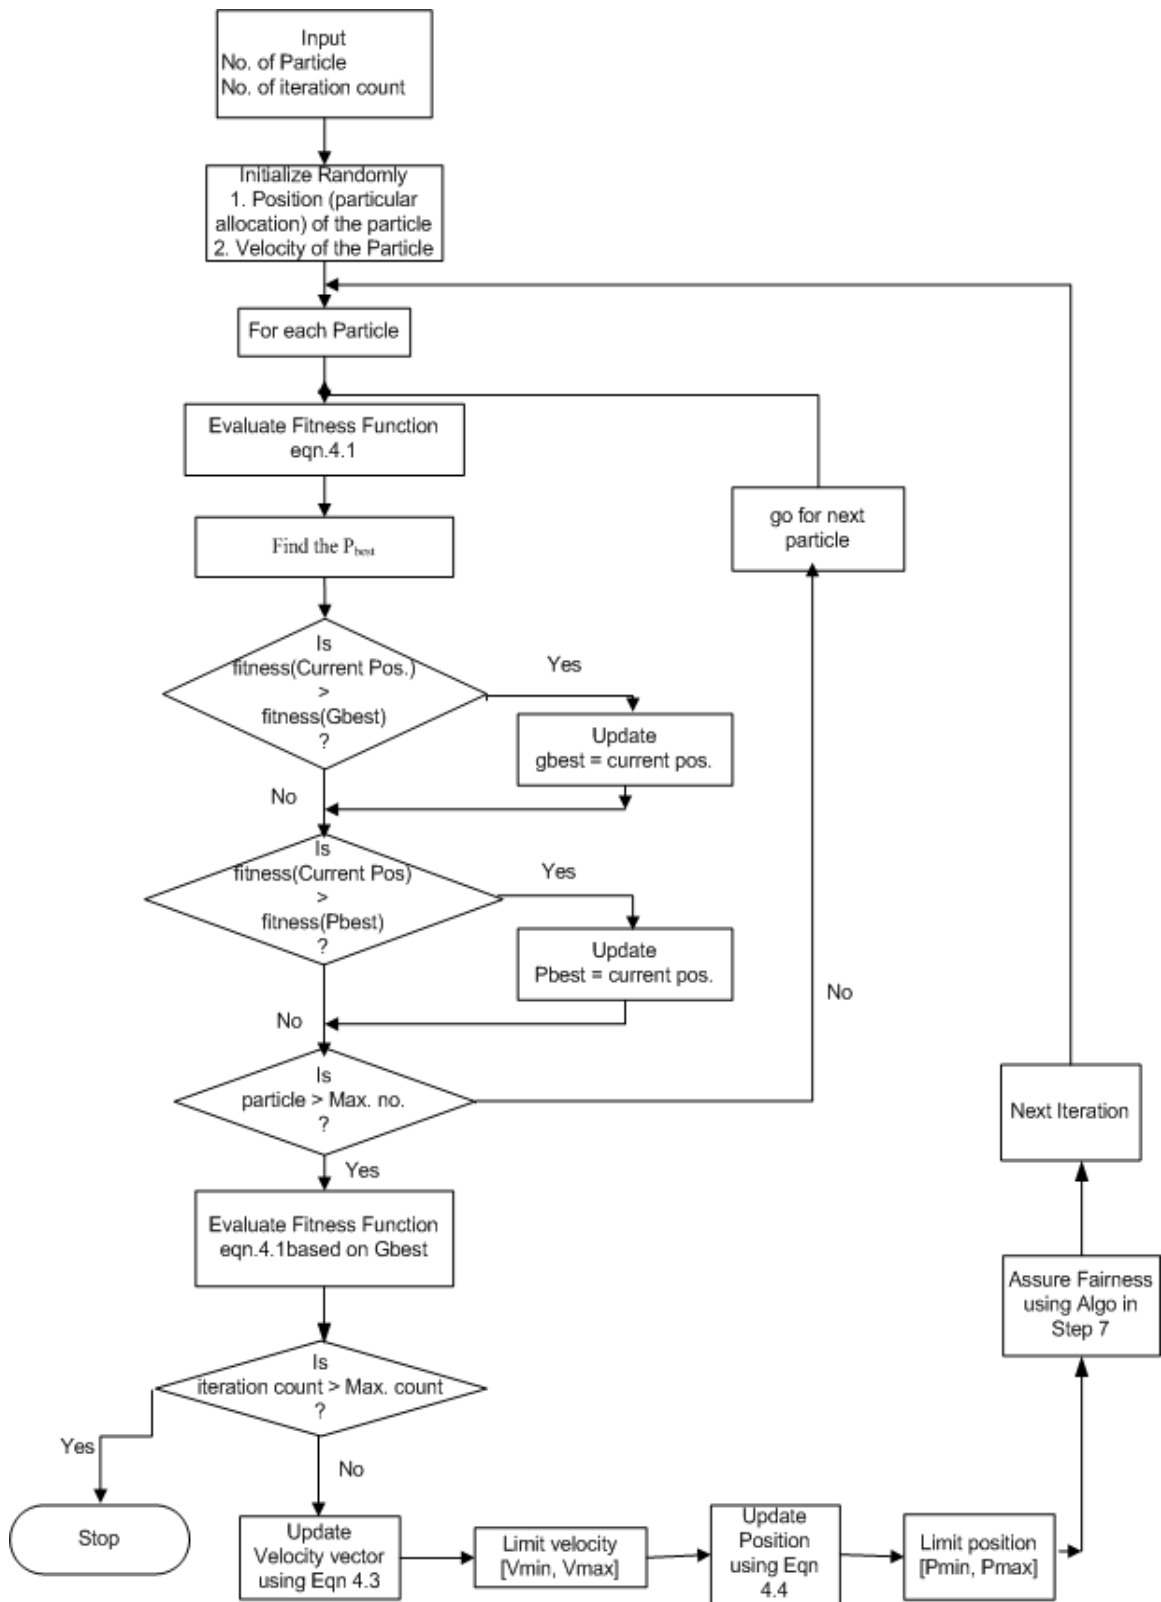 Input
No. of Particle
No. of iteration count
Initialize Randomly
1. Position (particular
allocation) of the particle
2. Velocity of the Particle
For each Particle
Evaluate Fitness Function
eqn.4.1
Find the Pbest
go for next
particle
Is
fitness(Current Pos.)
>
fitness(Gbest)
?
Yes
Update
gbest = current pos.
No
Is
fitness(Current Pos)
>
fitness(Pbest)
?
Yes
Update
Pbest = current pos.
No
No
Is
particle > Max. no.
?
Yes
Next Iteration
Evaluate Fitness Function
eqn.4.1based on Gbest
Assure Fairness
using Algo in
Step 7
Is
iteration count > Max. count
?
Yes
No
Stop
Update
Velocity vector
using Eqn 4.3
Limit velocity
[Vmin, Vmax]
Update
Position
using Eqn
4.4
Limit position
[Pmin, Pmax]